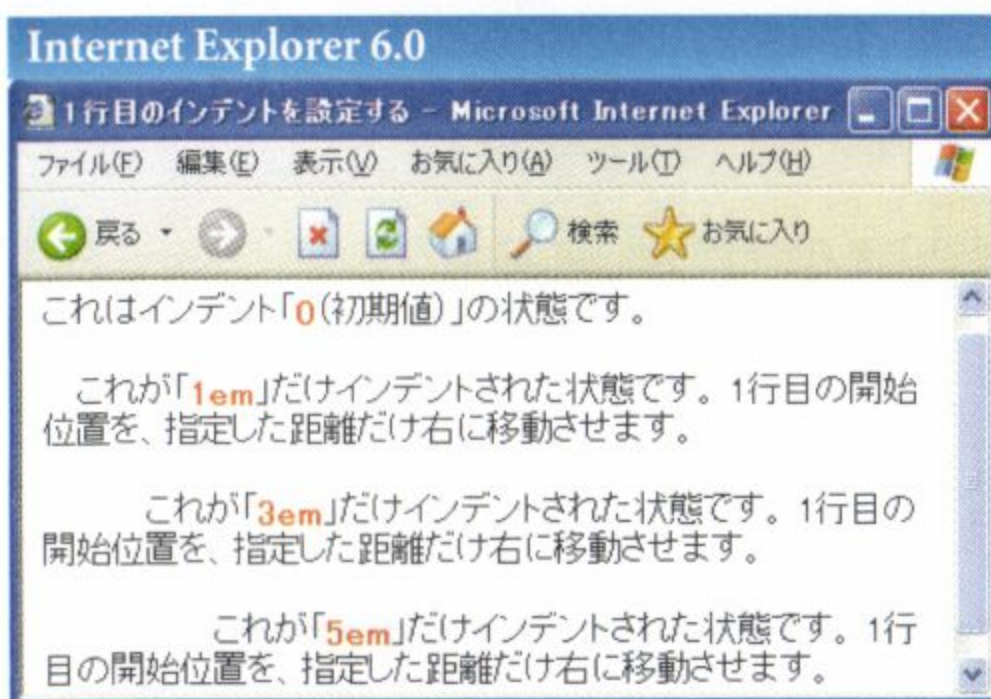 Internet Explorer 6.0
1行目のインデントを設定する - Microsoft Internet Explorer
ファイル(F) 編集(E) 表示(V) お気に入り(A) ツール(T) ヘルプ(H)
戻る 検索 お気に入り
これはインデント「0(初期値)」の状態です。
これが「1em」だけインデントされた状態です。1行目の開始
位置を、指定した距離だけ右に移動させます。
これが「3em」だけインデントされた状態です。1行目の
開始位置を、指定した距離だけ右に移動させます。
これが「5em」だけインデントされた状態です。1行
目の開始位置を、指定した距離だけ右に移動させます。